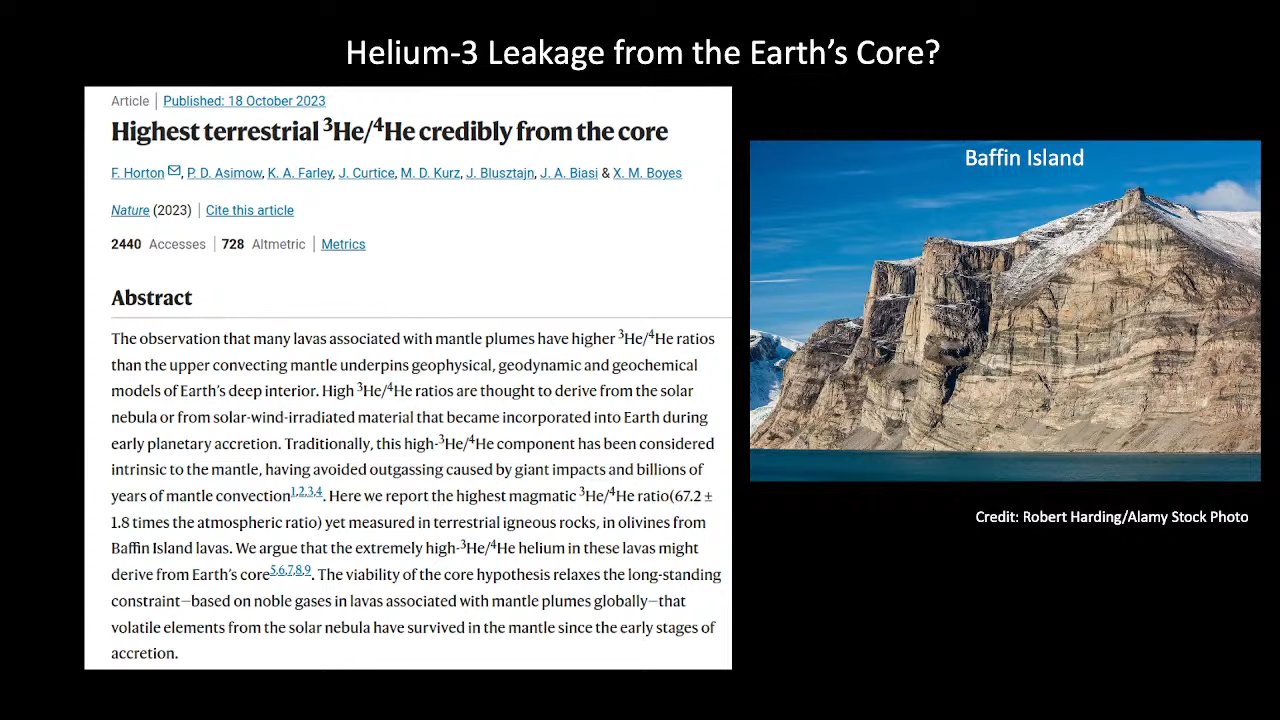 Helium-3 Leakage from the Earth’s Core?
Article | Published: 18 October 2023
Highest terrestrial ³He/⁴He credibly from the core
F. Horton, P. D. Asimow, K. A. Farley, J. Curtice, M. D. Kurz, J. Blusztajn, J. A. Biasi & X. M. Boyes
Nature (2023) | Cite this article
2440 Accesses | 728 Altmetric | Metrics
Abstract
The observation that many lavas associated with mantle plumes have higher ³He/⁴He ratios
than the upper convecting mantle underpins geophysical, geodynamic and geochemical
models of Earth’s deep interior. High ³He/⁴He ratios are thought to derive from the solar
nebula or from solar-wind-irradiated material that became incorporated into Earth during
early planetary accretion. Traditionally, this high-³He/⁴He component has been considered
intrinsic to the mantle, having avoided outgassing caused by giant impacts and billions of
years of mantle convection1,2,3,4. Here we report the highest magmatic ³He/⁴He ratio(67.2 ±
1.8 times the atmospheric ratio) yet measured in terrestrial igneous rocks, in olivines from
Baffin Island lavas. We argue that the extremely high-³He/⁴He helium in these lavas might
derive from Earth’s core5,6,7,8,9. The viability of the core hypothesis relaxes the long-standing
constraint—based on noble gases in lavas associated with mantle plumes globally—that
volatile elements from the solar nebula have survived in the mantle since the early stages of
accretion.
Baffin Island
Credit: Robert Harding/Alamy Stock Photo